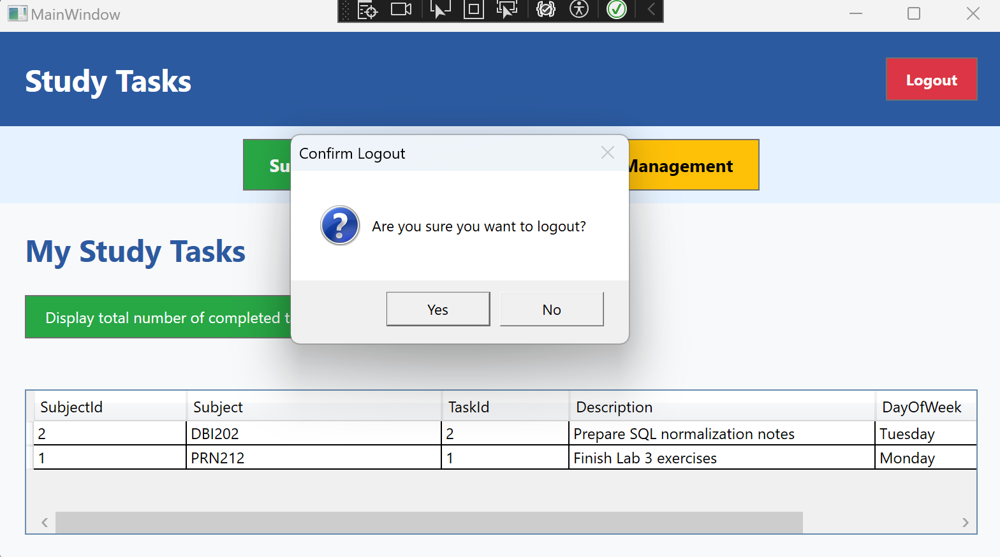 MainWindow
Study Tasks
Logout
Confirm Logout
Management
?
Are you sure you want to logout?
My Study Tasks
Yes No
Display total number of completed
SubjectId Subject TaskId Description DayOfWeek
2 DBI202 2 Prepare SQL normalization notes Tuesday
1 PRN212 1 Finish Lab 3 exercises Monday